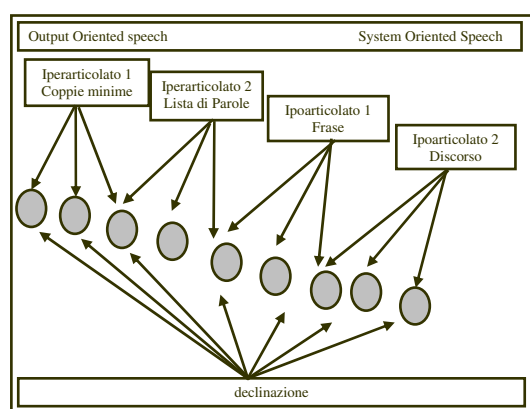 Output Oriented speech System Oriented Speech
Iperarticolato 1
Coppie minime
Iperarticolato 2
Lista di Parole
Ipoarticolato 1
Frase
Ipoarticolato 2
Discorso
declinazione